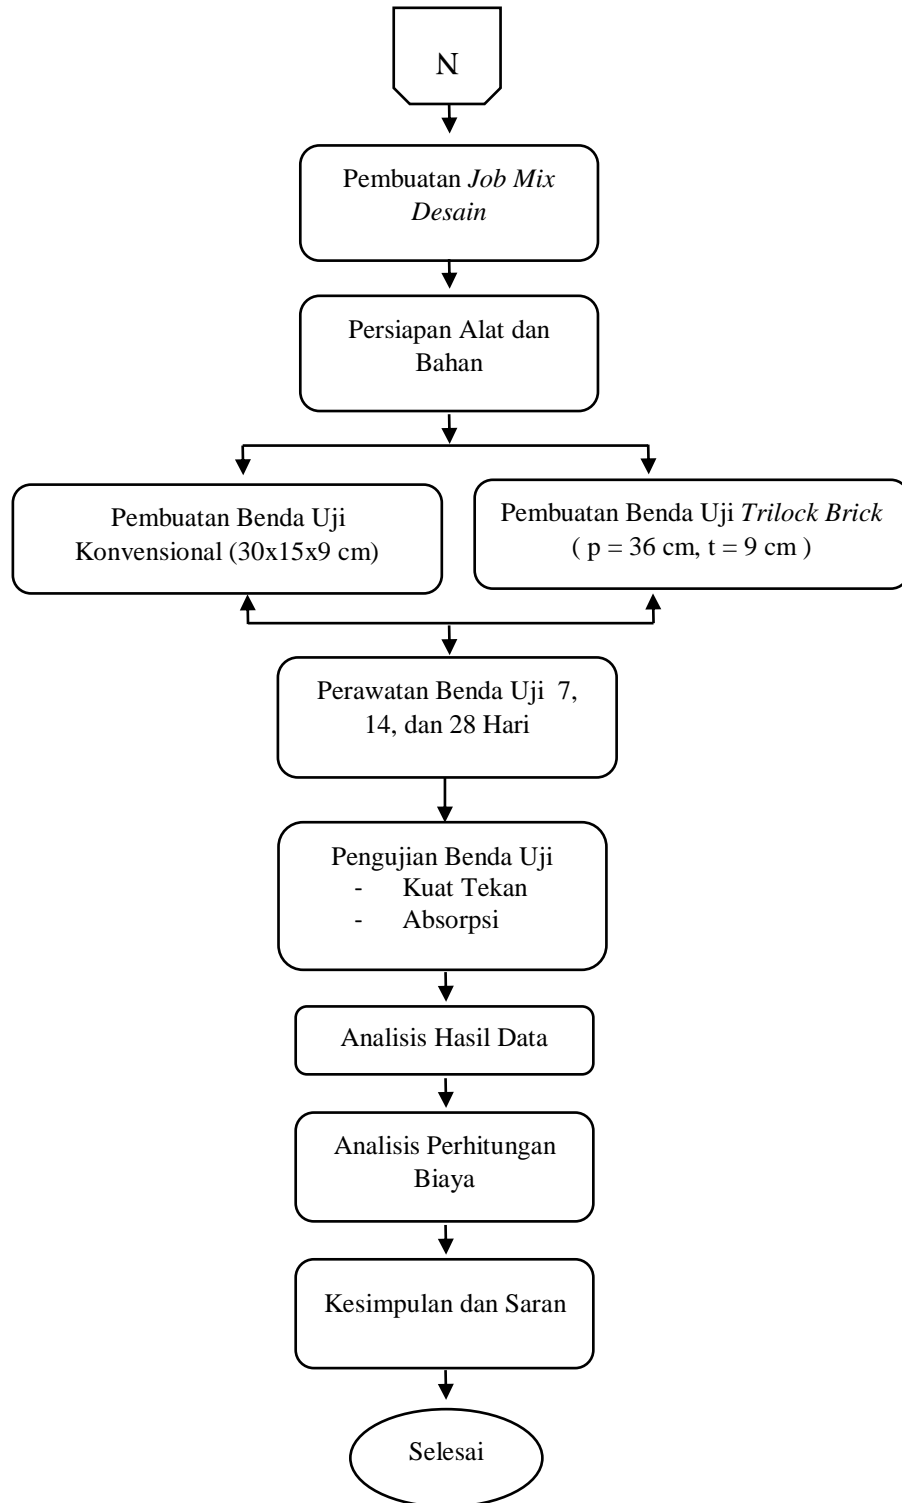 N
Pembuatan Job Mix
Desain
Persiapan Alat dan
Bahan
Pembuatan Benda Uji
Konvensional (30x15x9 cm)
Pembuatan Benda Uji Trilock Brick
( p = 36 cm, t = 9 cm )
Perawatan Benda Uji 7,
14, dan 28 Hari
Pengujian Benda Uji
- Kuat Tekan
- Absorpsi
Analisis Hasil Data
Analisis Perhitungan
Biaya
Kesimpulan dan Saran
Selesai